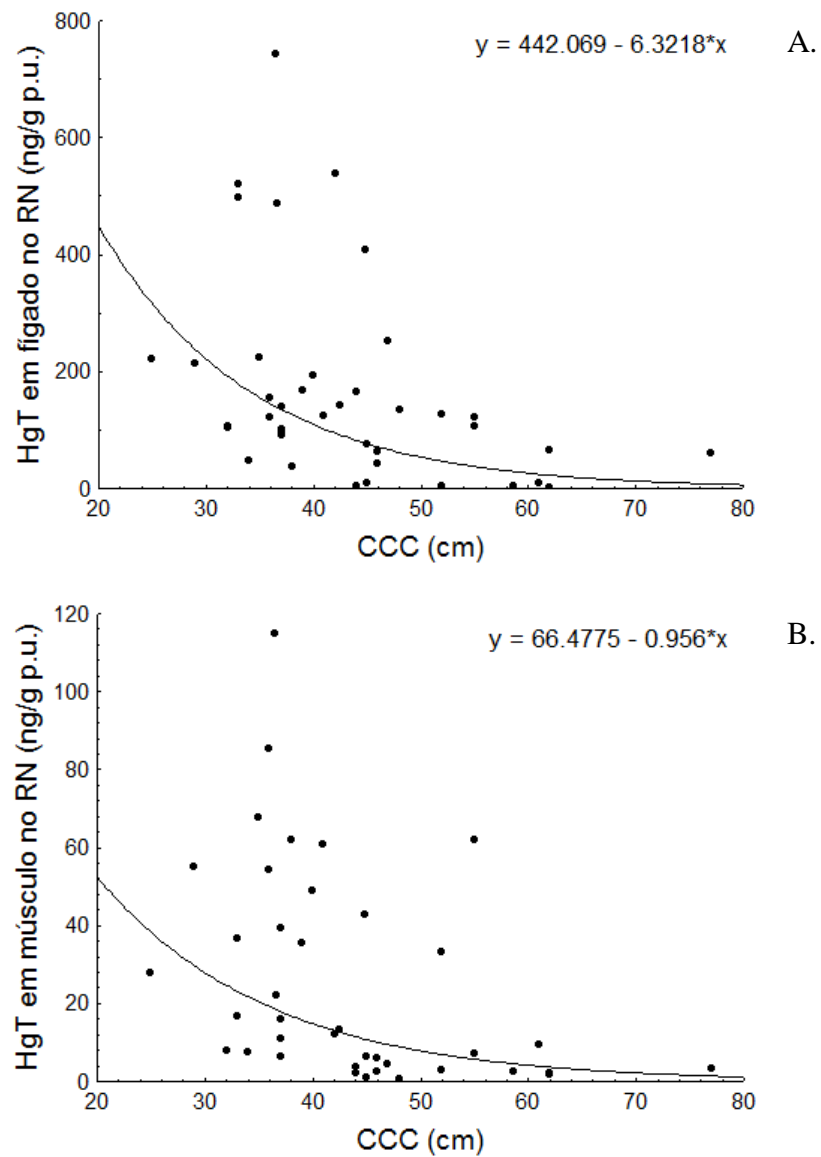 y = 442.069 - 6.3218*x
A.
HgT em fígado no RN (ng/g p.u.)
800
600
400
200
0
20 30 40 50 60 70 80
CCC (cm)
y = 66.4775 - 0.956*x
B.
HgT em músculo no RN (ng/g p.u.)
120
100
80
60
40
20
0
20 30 40 50 60 70 80
CCC (cm)